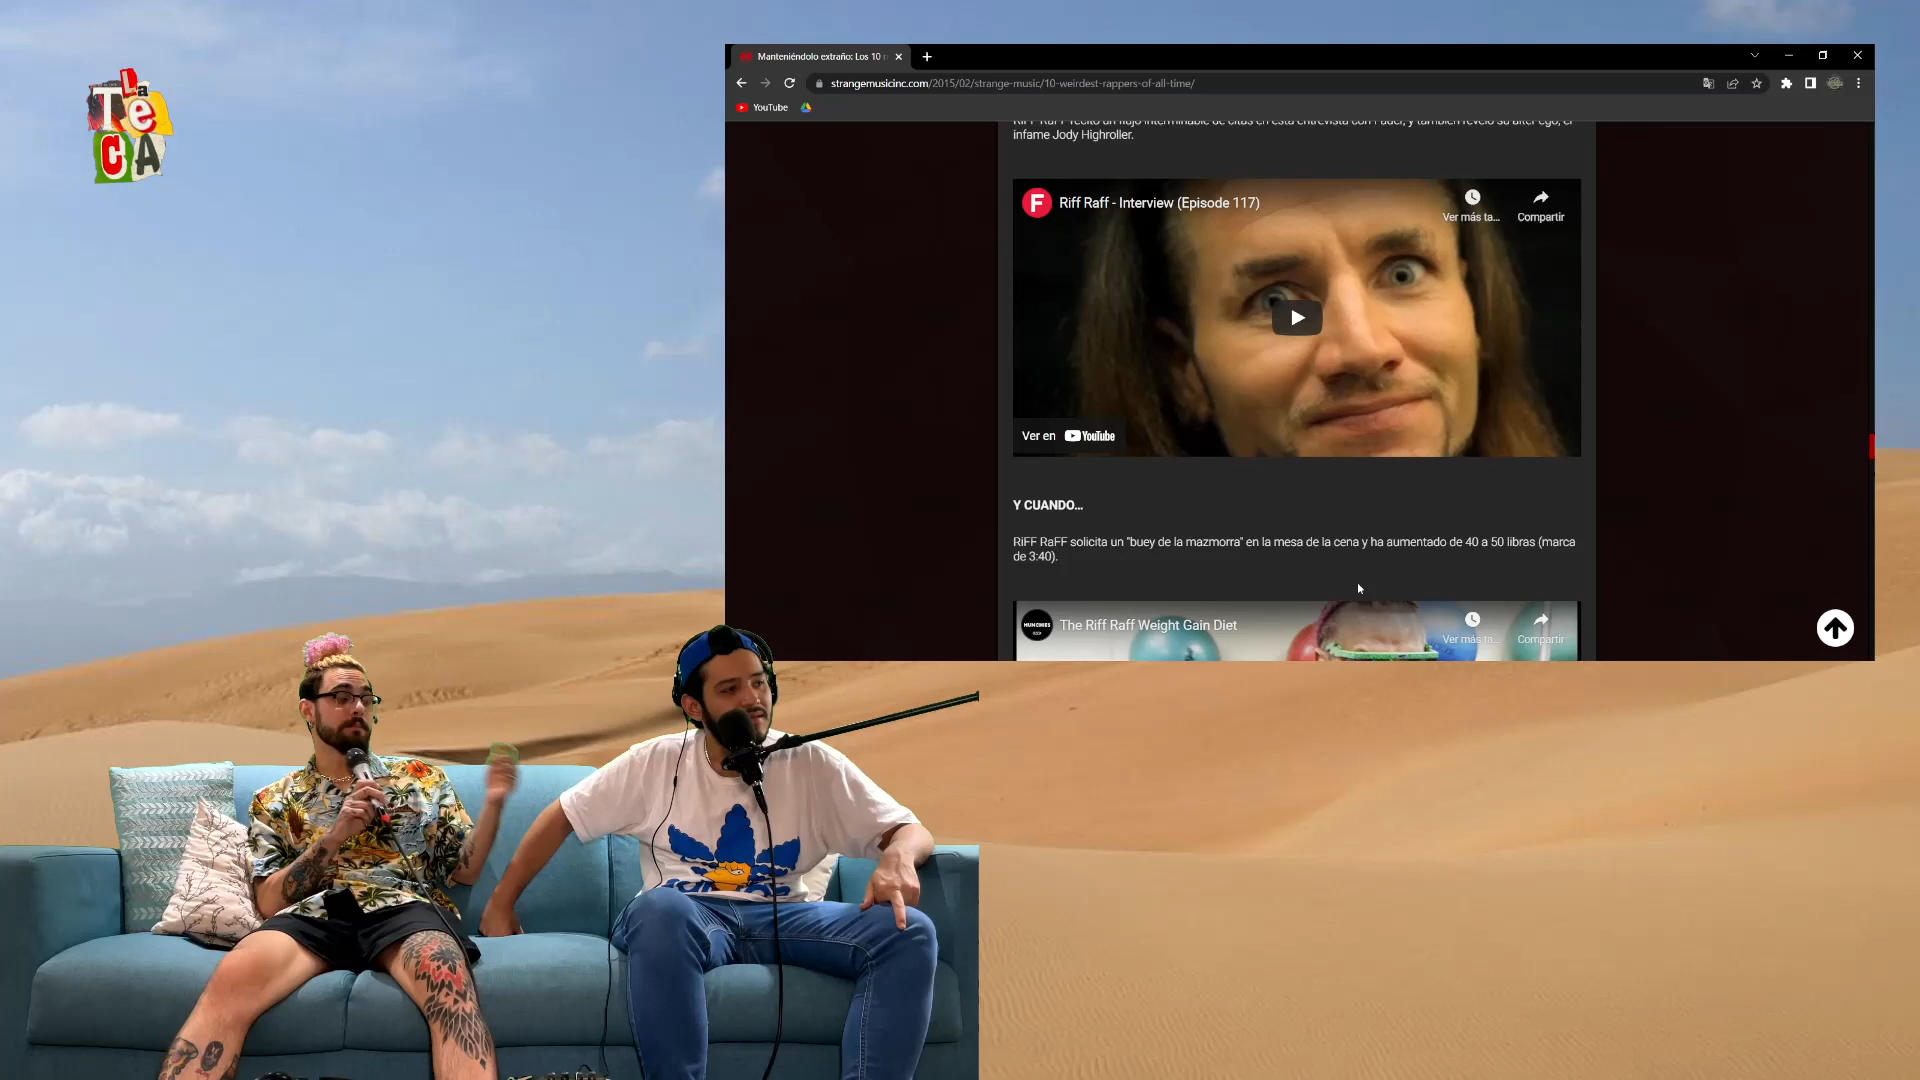 La
Te
CA
Manteniéndolo extraño: Los 10
strangemusicinc.com/2015/02/strange-music/10-weirdest-rappers-of-all-time/
YouTube
infame Jody Highroller.
F
Riff Raff - Interview (Episode 117)
Ver más ta...
Compartir
Ver en YouTube
Y CUANDO...
RiFF RaFF solicita un "buey de la mazmorra" en la mesa de la cena y ha aumentado de 40 a 50 libras (marca
de 3:40).
MUNCHIES
The Riff Raff Weight Gain Diet
Ver más ta...
Compartir